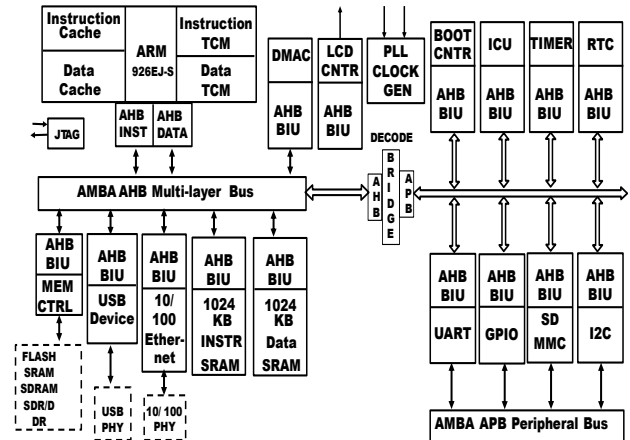 Instruction
Cache
ARM
926EJ-S
Instruction
TCM
Data
Cache
Data
TCM
AHB
INST
AHB
DATA
JTAG
DMAC
AHB
BIU
LCD
CNTR
AHB
BIU
PLL
CLOCK
GEN
BOOT
CNTR
AHB
BIU
ICU
AHB
BIU
TIMER
AHB
BIU
RTC
AHB
BIU
DECODE
AHB
BRIDGE
APB
AMBA AHB Multi-layer Bus
AHB
BIU
MEM
CTRL
AHB
BIU
USB
Device
AHB
BIU
10/
100
Ether-
net
AHB
BIU
1024
KB
INSTR
SRAM
AHB
BIU
1024
KB
Data
SRAM
FLASH
SRAM
SDRAM
SDR/D
DR
USB
PHY
10/100
PHY
AHB
BIU
UART
AHB
BIU
GPIO
AHB
BIU
SD
MMC
AHB
BIU
I2C
AMBA APB Peripheral Bus